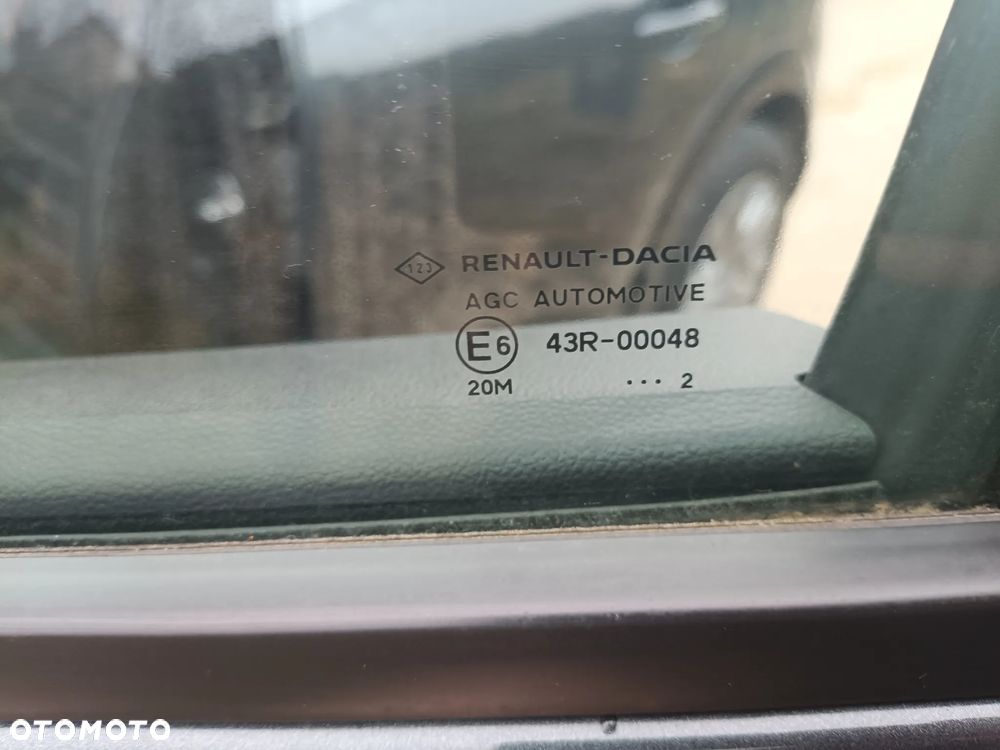 123 RENAULT-DACIA
AGC AUTOMOTIVE
E6 43R-00048
20M ... 2
OTOMOTO